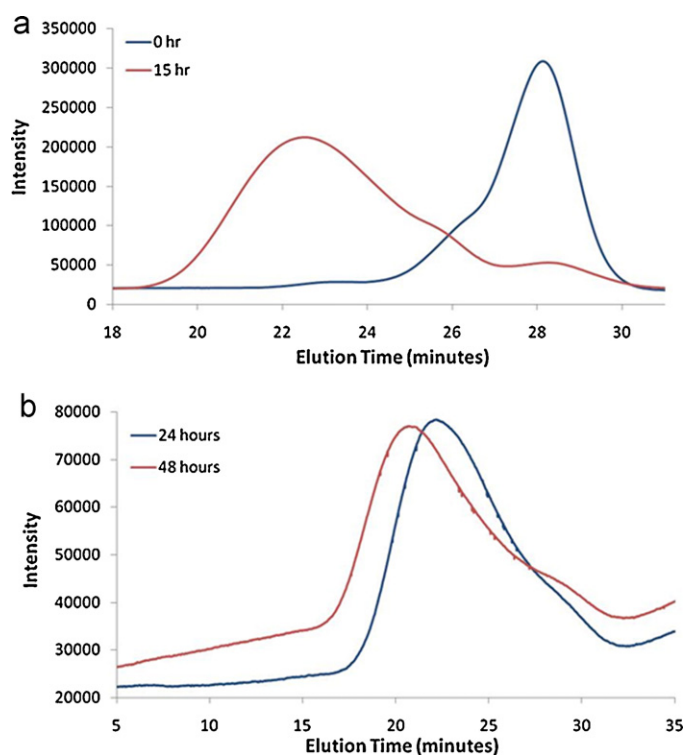 a
350000
300000
250000
200000
150000
100000
50000
0
Intensity
0 hr
15 hr
18 20 22 24 26 28 30
Elution Time (minutes)
b
80000
70000
60000
50000
40000
30000
20000
Intensity
24 hours
48 hours
5 10 15 20 25 30 35
Elution Time (minutes)